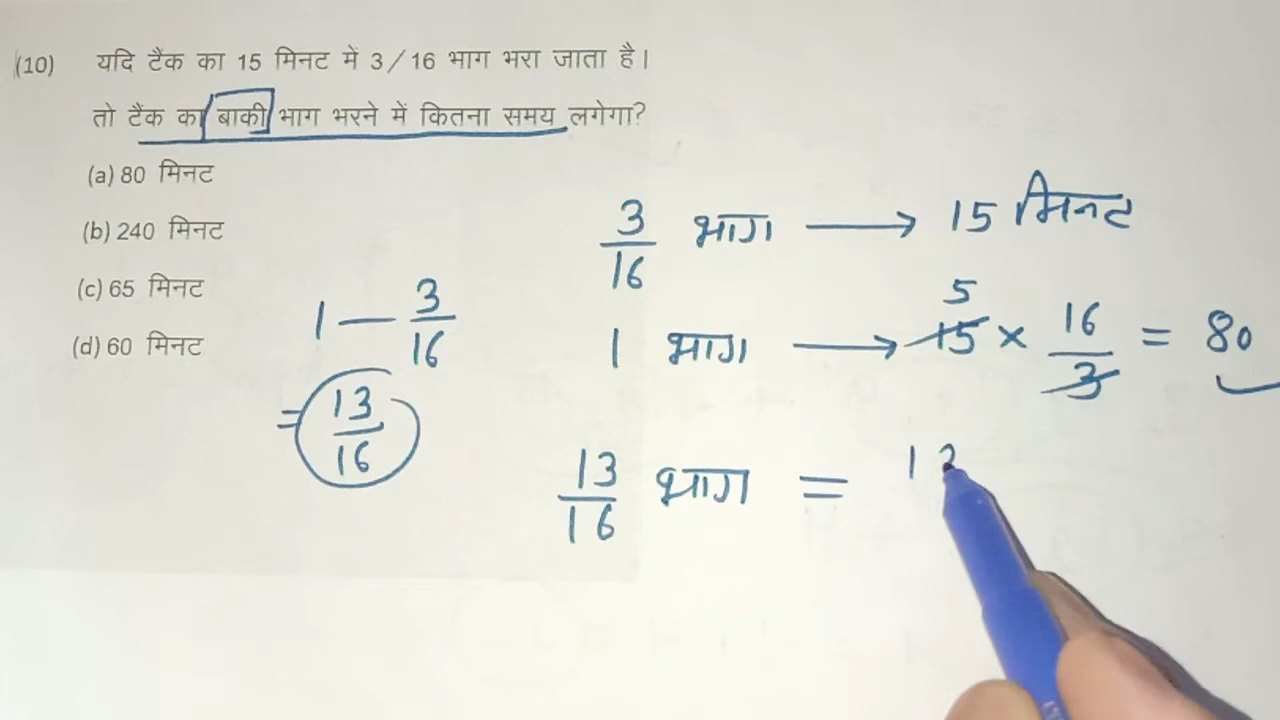 (10) यदि टैंक का 15 मिनट में 3/16 भाग भरा जाता है।
तो टैंक का बाकी भाग भरने में कितना समय लगेगा?
(a) 80 मिनट
(b) 240 मिनट
(c) 65 मिनट
(d) 60 मिनट
1 — 3/16
= 13/16
3/16 भाग → 15 मिनट
1 भाग → 15 5 × 16/3 = 80
13/16 भाग = 1